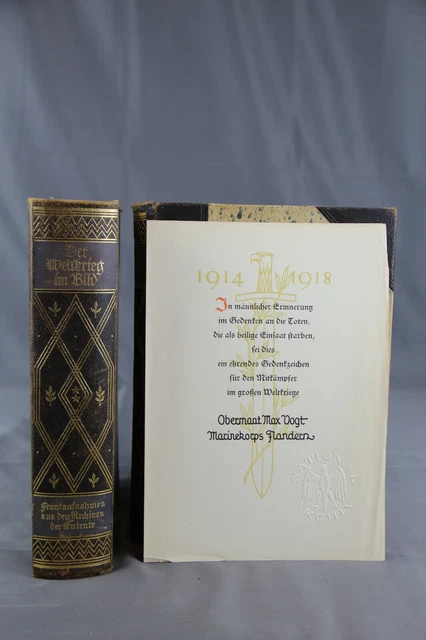 Der
Weltkrieg
im Bild
Frontaufnahmen
aus den Archiven
der Entente
1914 1918
In männlicher Erinnerung
im Gedenken an die Toten,
die als heilige Einsaat starben,
sei dies
ein ehrendes Gedenkzeichen
für den Mitkämpfer
im großen Weltkriege
Obermaat Max Vogt
Marinekorps Flandern